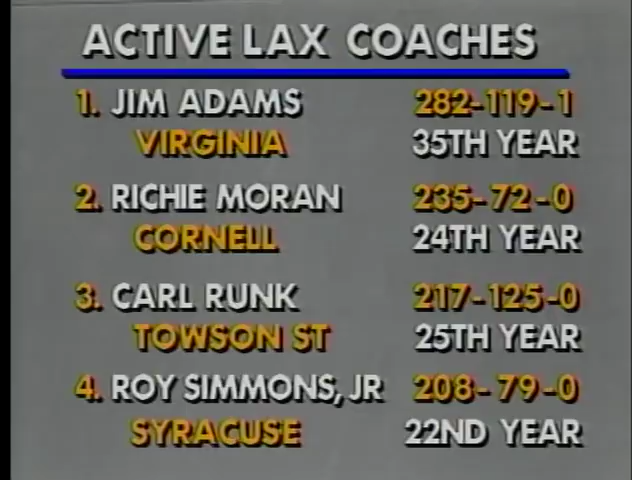 ACTIVE LAX COACHES
1. JIM ADAMS 282-119-1
VIRGINIA 35TH YEAR
2. RICHIE MORAN 235-72-0
CORNELL 24TH YEAR
3. CARL RUNK 217-125-0
TOWSON ST 25TH YEAR
4. ROY SIMMONS, JR 208-79-0
SYRACUSE 22ND YEAR